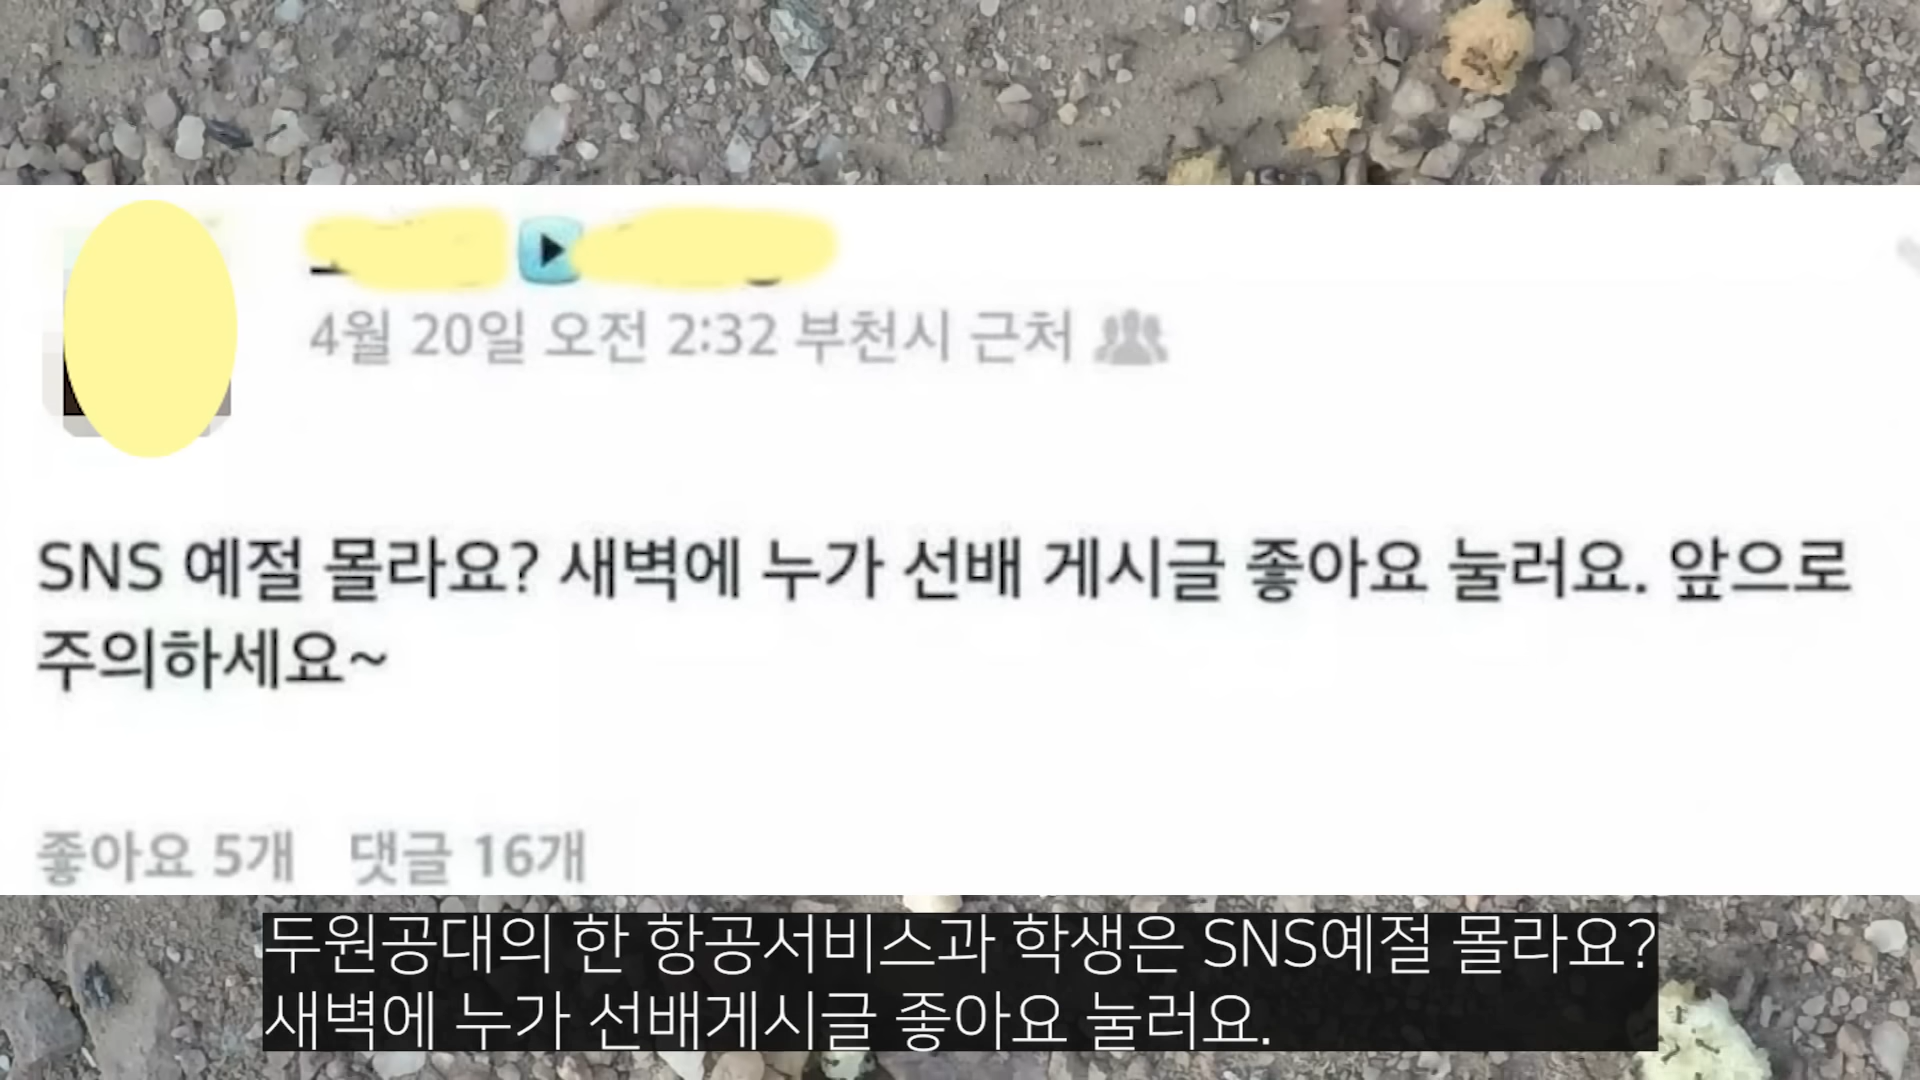 4월 20일 오전 2:32 부천시 근처
SNS 예절 몰라요? 새벽에 누가 선배 게시글 좋아요 눌러요. 앞으로
주의하세요~
좋아요 5개 댓글 16개
두원공대의 한 항공서비스과 학생은 SNS예절 몰라요?
새벽에 누가 선배게시글 좋아요 눌러요.